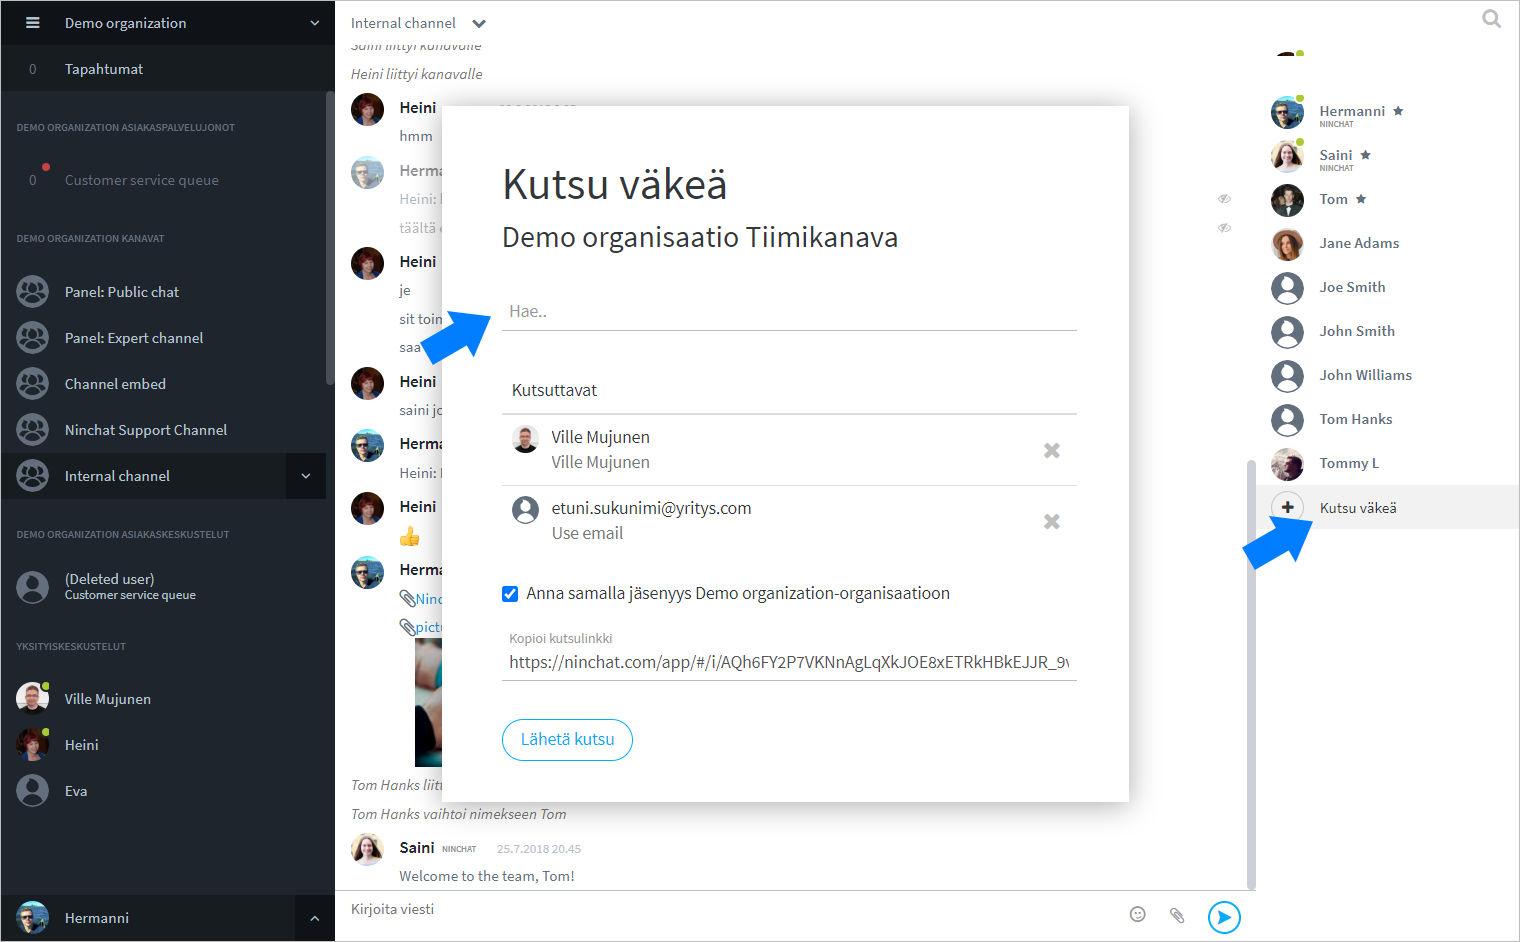 Demo organization
0 Tapahtumat
DEMO ORGANIZATION ASIAKASPALVELUJONOT
0 Customer service queue
DEMO ORGANIZATION KANAVAT
Panel: Public chat
Panel: Expert channel
Channel embed
Ninchat Support Channel
Internal channel
DEMO ORGANIZATION ASIAKASKESKUSTELUT
(Deleted user)
Customer service queue
YKSITYISKESKUSTELUT
Ville Mujunen
Heini
Eva
Hermanni
Internal channel
Saini liittyi kanavalle
Heini liittyi kanavalle
Heini
hmm
Herma
Heini:
täältä
Heini
je
sit toim
saa
Heini
saini jo
Herma
Heini:
Heini
Herma
Ninc
pictu
Tom Hanks liitt
Tom Hanks vaihtoi nimekseen Tom
Saini NINCHAT 25.7.2018 20.45
Welcome to the team, Tom!
Kirjoita viesti
Kutsu väkeä
Demo organisaatio Tiimikanava
Hae..
Kutsuttavat
Ville Mujunen
Ville Mujunen
etuni.sukunimi@yritys.com
Use email
Anna samalla jäsenyys Demo organization-organisaatioon
Kopioi kutsulinkki
https://ninchat.com/app/#/i/AQh6FY2P7VKNnAgLqXkJOE8xETRkHBkEJJR_9v
Lähetä kutsu
Hermanni
NINCHAT
Saini
NINCHAT
Tom
Jane Adams
Joe Smith
John Smith
John Williams
Tom Hanks
Tommy L
Kutsu väkeä